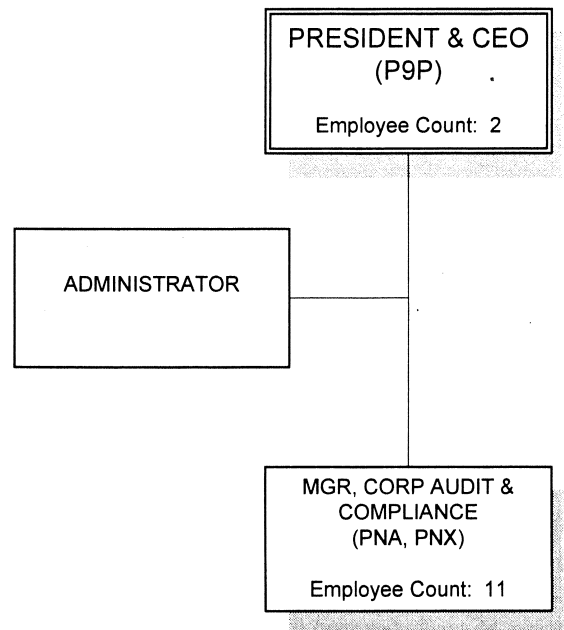 PRESIDENT & CEO
(P9P)
Employee Count: 2
ADMINISTRATOR
MGR, CORP AUDIT &
COMPLIANCE
(PNA, PNX)
Employee Count: 11